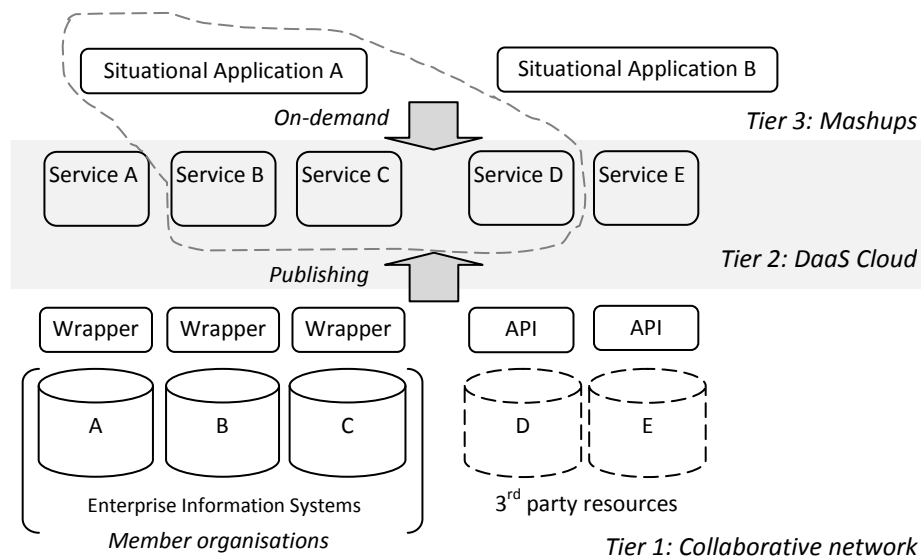 Situational Application A
Situational Application B
On-demand
Tier 3: Mashups
Service A
Service B
Service C
Service D
Service E
Tier 2: DaaS Cloud
Publishing
Wrapper
Wrapper
Wrapper
API
API
A
B
C
D
E
Enterprise Information Systems
3rd party resources
Member organisations
Tier 1: Collaborative network